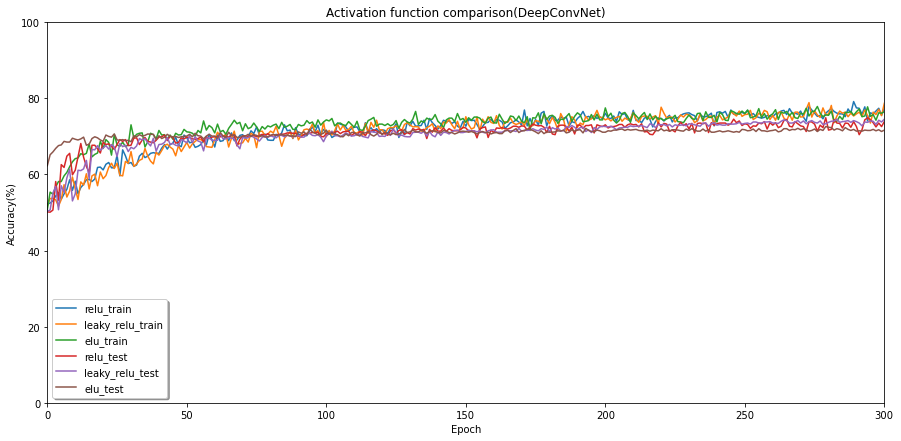 Activation function comparison(DeepConvNet)
100
80
60
40
20
0
Accuracy(%)
relu_train
leaky_relu_train
elu_train
relu_test
leaky_relu_test
elu_test
0 50 100 150 200 250 300
Epoch